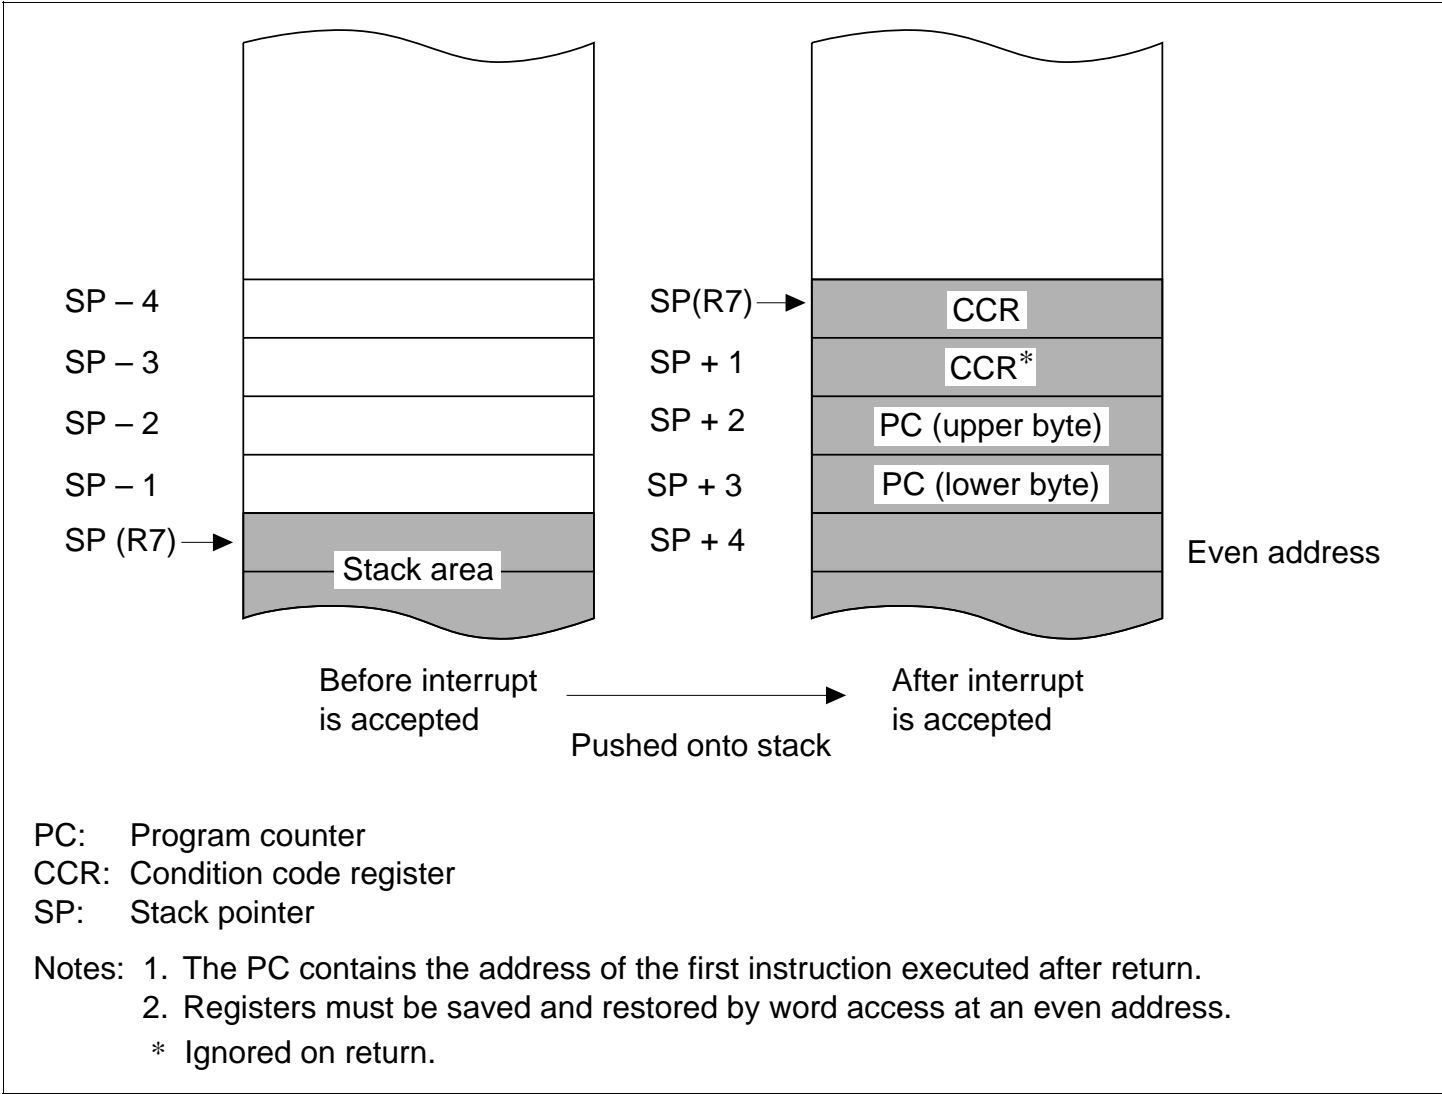 SP – 4
SP – 3
SP – 2
SP – 1
SP (R7)
Stack area
SP(R7)
SP + 1
SP + 2
SP + 3
SP + 4
CCR
CCR*
PC (upper byte)
PC (lower byte)
Even address
Before interrupt
is accepted
Pushed onto stack
After interrupt
is accepted
PC: Program counter
CCR: Condition code register
SP: Stack pointer
Notes: 1. The PC contains the address of the first instruction executed after return.
2. Registers must be saved and restored by word access at an even address.
* Ignored on return.